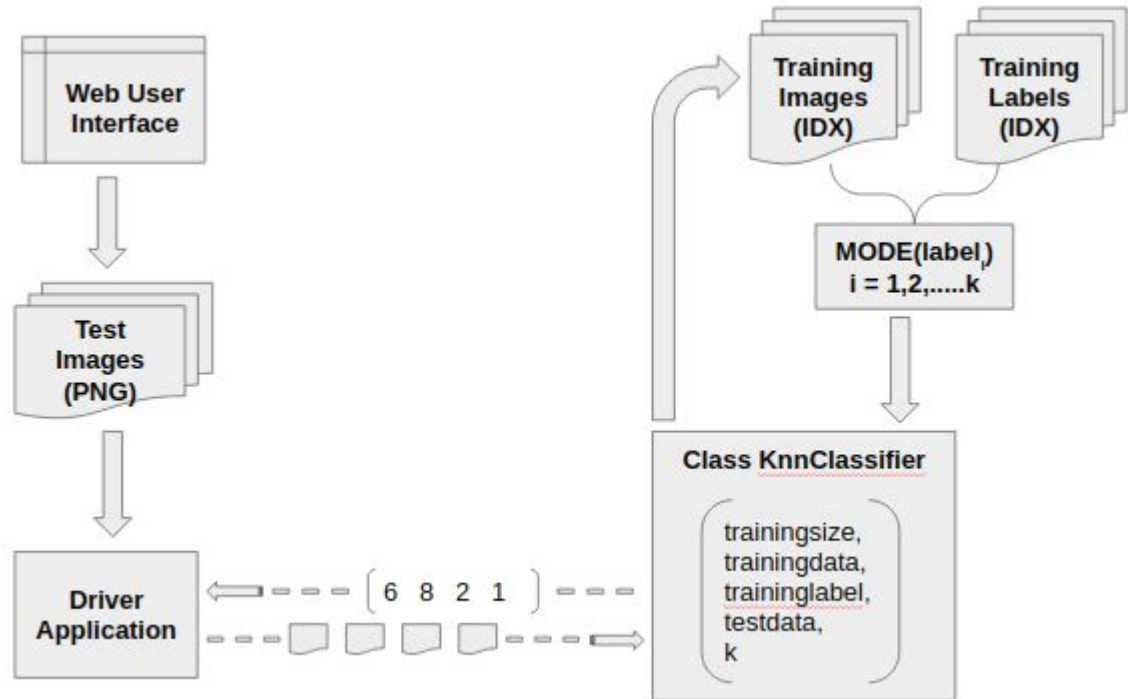 Web User
Interface
Test
Images
(PNG)
Driver
Application
6 8 2 1
Training
Images
(IDX)
Training
Labels
(IDX)
MODE(labelᵢ)
i = 1,2,.....k
Class KnnClassifier
trainingsize,
trainingdata,
traininglabel,
testdata,
k